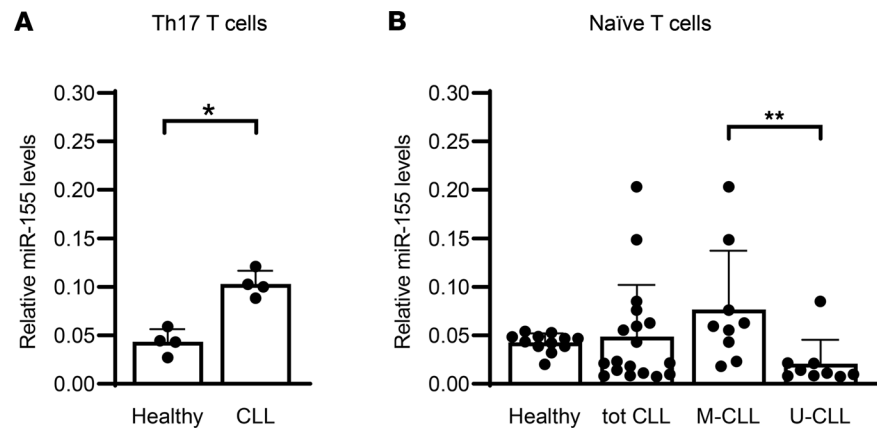 A
Th17 T cells
Relative miR-155 levels
0.30
0.25
0.20
0.15
0.10
0.05
0.00
*
Healthy
CLL
B
Naïve T cells
Relative miR-155 levels
0.30
0.25
0.20
0.15
0.10
0.05
0.00
**
Healthy
tot CLL
M-CLL
U-CLL